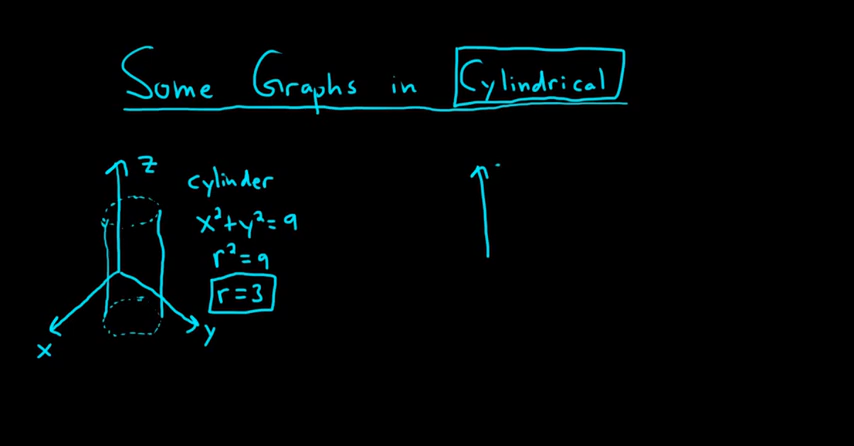 Some Graphs in Cylindrical
z
cylinder
x²+y²=9
r²=9
r=3
y
x